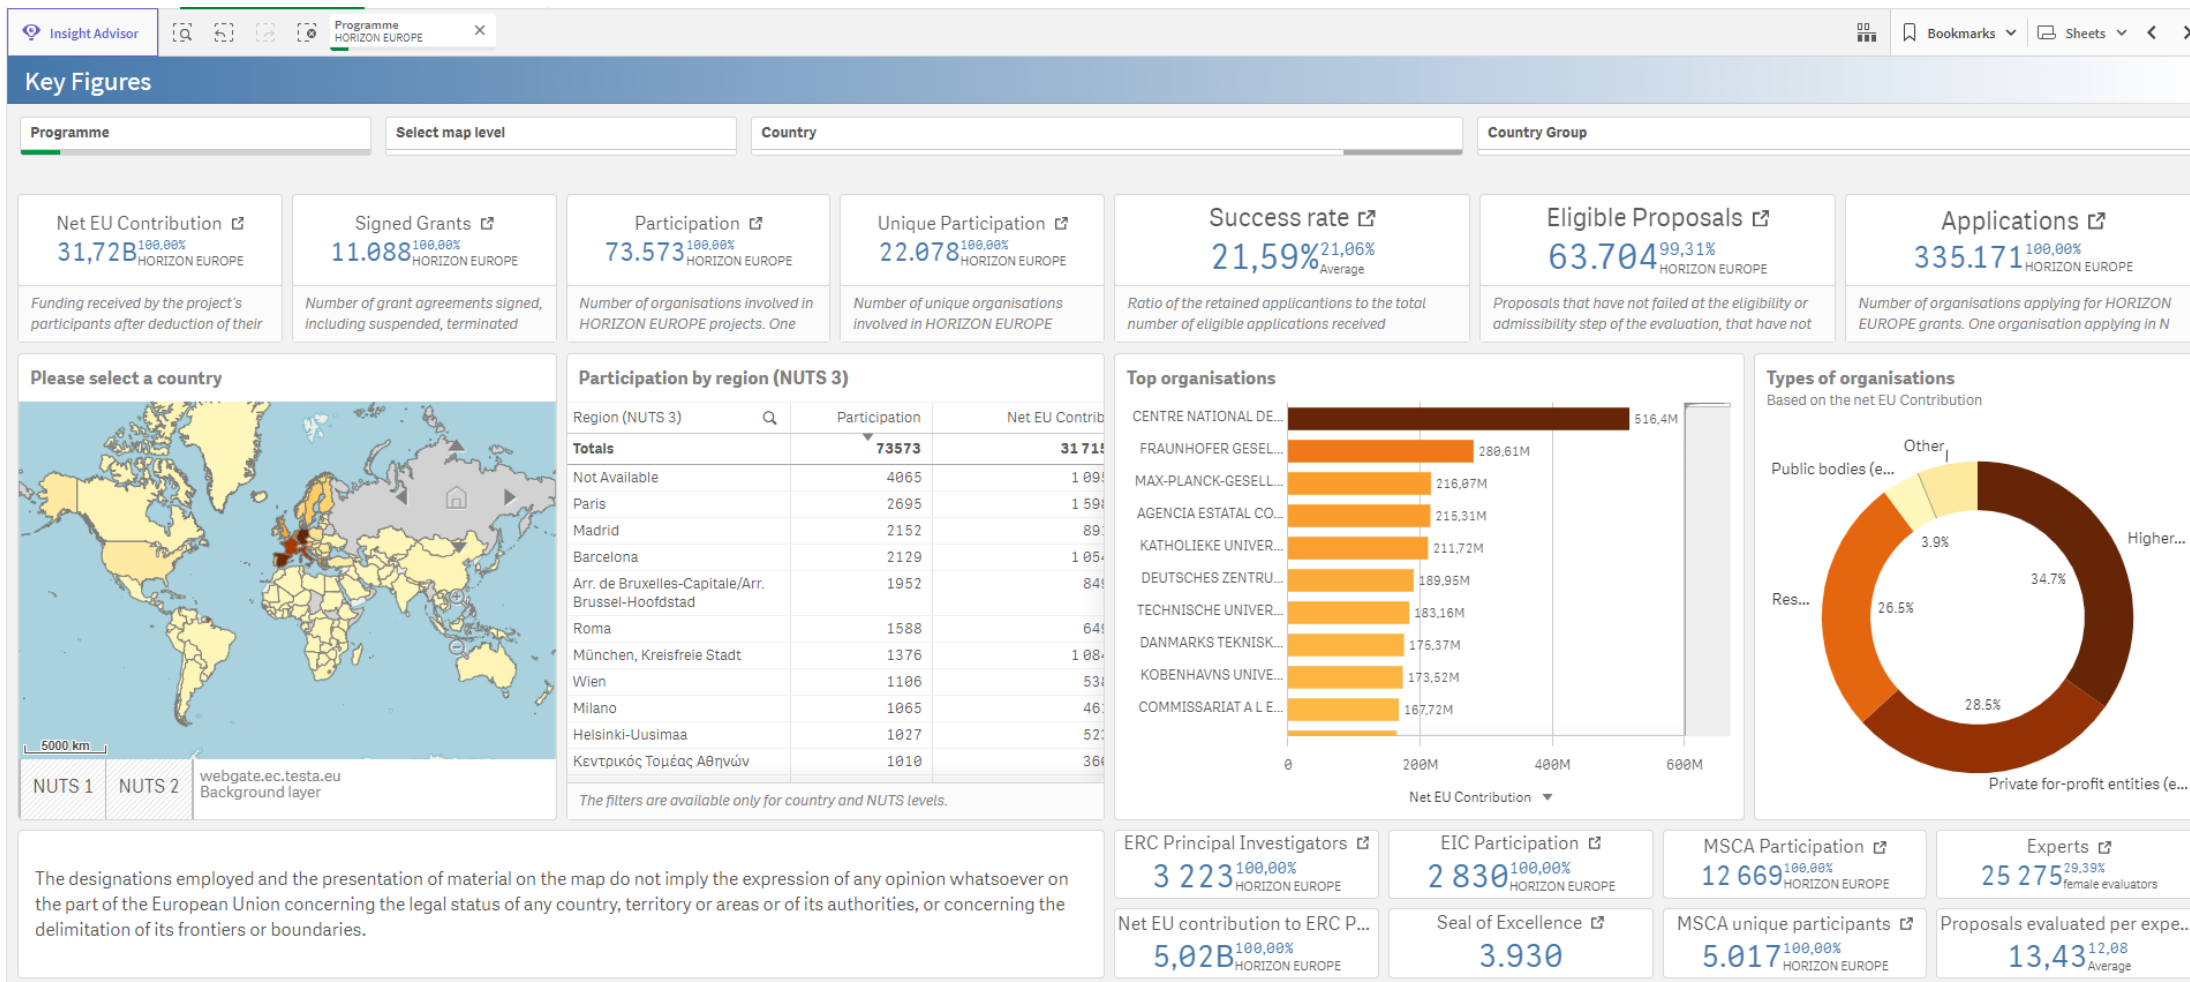 Insight Advisor
Programme
HORIZON EUROPE
Bookmarks
Sheets
Key Figures
Programme
Select map level
Country
Country Group
Net EU Contribution
31,72B 100,00%
HORIZON EUROPE
Funding received by the project's
participants after deduction of their
Signed Grants
11.088 100,00%
HORIZON EUROPE
Number of grant agreements signed,
including suspended, terminated
Participation
73.573 100,00%
HORIZON EUROPE
Number of organisations involved in
HORIZON EUROPE projects. One
Unique Participation
22.078 100,00%
HORIZON EUROPE
Number of unique organisations
involved in HORIZON EUROPE
Success rate
21,59% 21,06%
Average
Ratio of the retained applicantions to the total
number of eligible applications received
Eligible Proposals
63.704 99,31%
HORIZON EUROPE
Proposals that have not failed at the eligibility or
admissibility step of the evaluation, that have not
Applications
335.171 100,00%
HORIZON EUROPE
Number of organisations applying for HORIZON
EUROPE grants. One organisation applying in N
Please select a country
5000 km
NUTS 1
NUTS 2
webgate.ec.testa.eu
Background layer
Participation by region (NUTS 3)
Region (NUTS 3) Participation Net EU Contrib
Totals 73573 31 715
Not Available 4065 1 095
Paris 2695 1 598
Madrid 2152 891
Barcelona 2129 1 054
Arr. de Bruxelles-Capitale/Arr. 1952 849
Brussel-Hoofdstad
Roma 1588 649
München, Kreisfreie Stadt 1376 1 084
Wien 1106 538
Milano 1065 461
Helsinki-Uusimaa 1027 523
Κεντρικός Τομέας Αθηνών 1010 360
The filters are available only for country and NUTS levels.
Top organisations
CENTRE NATIONAL DE... 516,4M
FRAUNHOFER GESEL... 280,61M
MAX-PLANCK-GESELL... 216,07M
AGENCIA ESTATAL CO... 215,31M
KATHOLIEKE UNIVER... 211,72M
DEUTSCHES ZENTRU... 189,95M
TECHNISCHE UNIVER... 183,16M
DANMARKS TEKNISK... 175,37M
KOBENHAVNS UNIVE... 173,52M
COMMISSARIAT A L E... 167,72M
0 200M 400M 600M
Net EU Contribution
Types of organisations
Based on the net EU Contribution
Other
Public bodies (e...
3.9%
Higher...
34.7%
Res...
26.5%
28.5%
Private for-profit entities (e...
The designations employed and the presentation of material on the map do not imply the expression of any opinion whatsoever on
the part of the European Union concerning the legal status of any country, territory or areas or of its authorities, or concerning the
delimitation of its frontiers or boundaries.
ERC Principal Investigators
3 223 100,00%
HORIZON EUROPE
EIC Participation
2 830 100,00%
HORIZON EUROPE
MSCA Participation
12 669 100,00%
HORIZON EUROPE
Experts
25 275 29,39%
female evaluators
Net EU contribution to ERC P...
5,02B 100,00%
HORIZON EUROPE
Seal of Excellence
3.930
MSCA unique participants
5.017 100,00%
HORIZON EUROPE
Proposals evaluated per expe...
13,43 12,08
Average